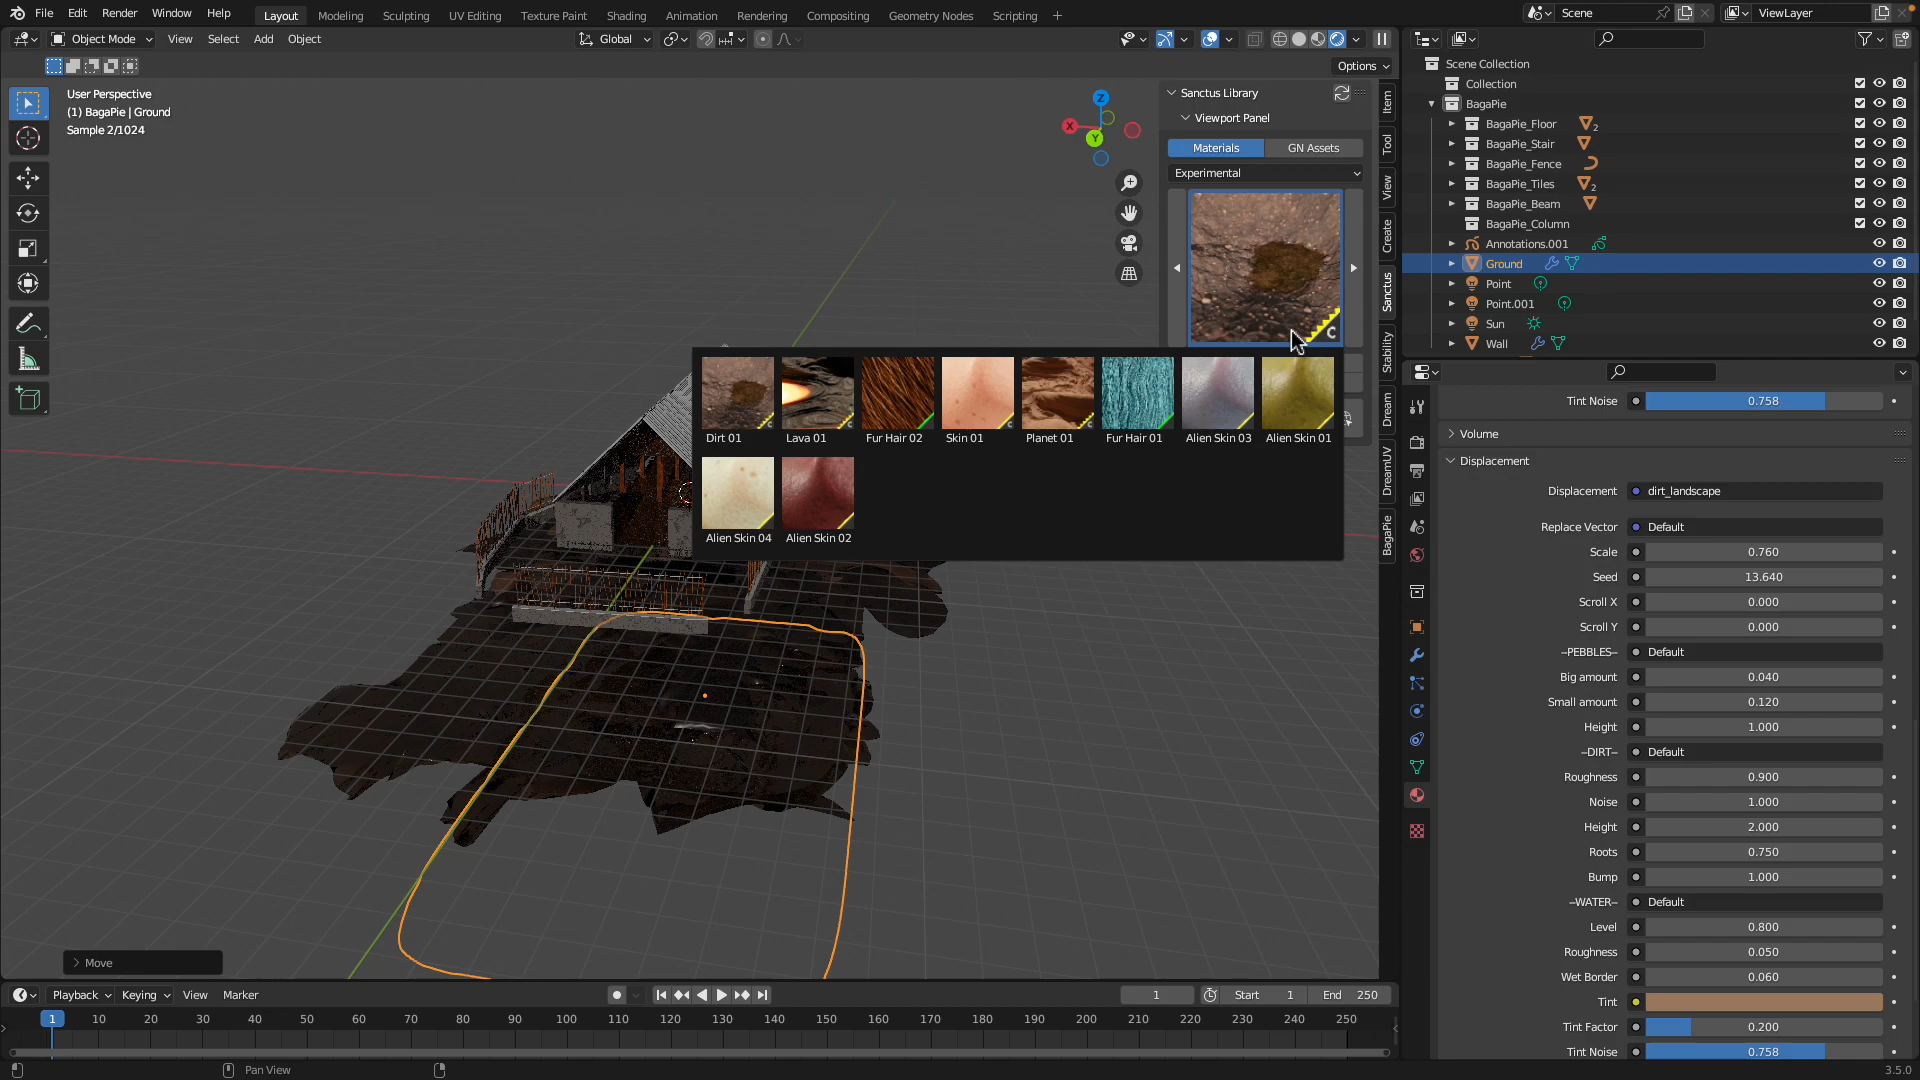 File Edit Render Window Help Layout Modeling Sculpting UV Editing Texture Paint Shading Animation Rendering Compositing Geometry Nodes Scripting + Scene ViewLayer
Object Mode View Select Add Object Global
Options
User Perspective
(1) BagaPie | Ground
Sample 2/1024
Z
X
Y
Sanctus Library
Viewport Panel
Materials GN Assets
Experimental
C
Dirt 01 Lava 01 Fur Hair 02 Skin 01 Planet 01 Fur Hair 01 Alien Skin 03 Alien Skin 01
Alien Skin 04 Alien Skin 02
Item
Tool
View
Create
Sanctus
Stability
Dream
DreamUV
BagaPie
Scene Collection
Collection
BagaPie
BagaPie_Floor 2
BagaPie_Stair
BagaPie_Fence
BagaPie_Tiles 2
BagaPie_Beam
BagaPie_Column
Annotations.001
Ground
Point
Point.001
Sun
Wall
Tint Noise 0.758
Volume
Displacement
Displacement dirt_landscape
Replace Vector Default
Scale 0.760
Seed 13.640
Scroll X 0.000
Scroll Y 0.000
–PEBBLES– Default
Big amount 0.040
Small amount 0.120
Height 1.000
–DIRT– Default
Roughness 0.900
Noise 1.000
Height 2.000
Roots 0.750
Bump 1.000
–WATER– Default
Level 0.800
Roughness 0.050
Wet Border 0.060
Tint
Tint Factor 0.200
Tint Noise 0.758
Move
Playback Keying View Marker 1 Start 1 End 250
1 10 20 30 40 50 60 70 80 90 100 110 120 130 140 150 160 170 180 190 200 210 220 230 240 250
Pan View 3.5.0